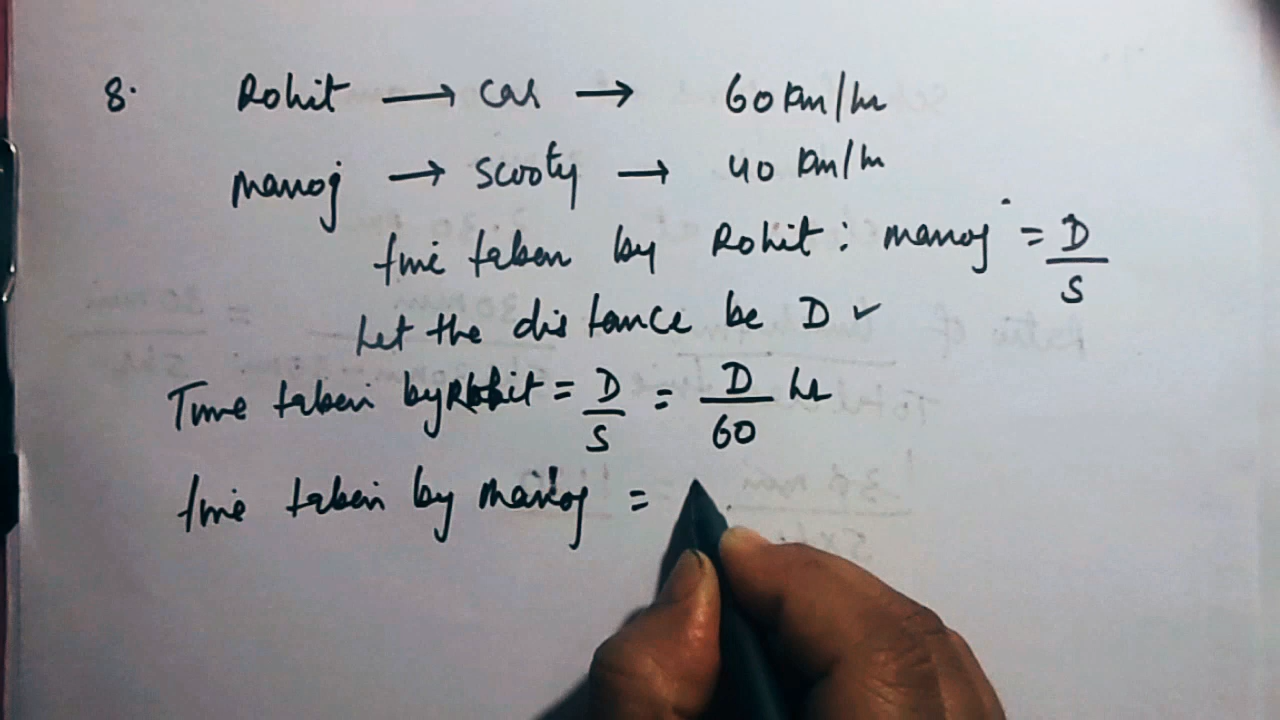 8. Rohit → Car → 60 km/hr
Manoj → Scooty → 40 km/hr
time taken by Rohit : Manoj = D/S
Let the distance be D ✓
Time taken by Rohit = D/S = D/60 hr
time taken by Manoj =